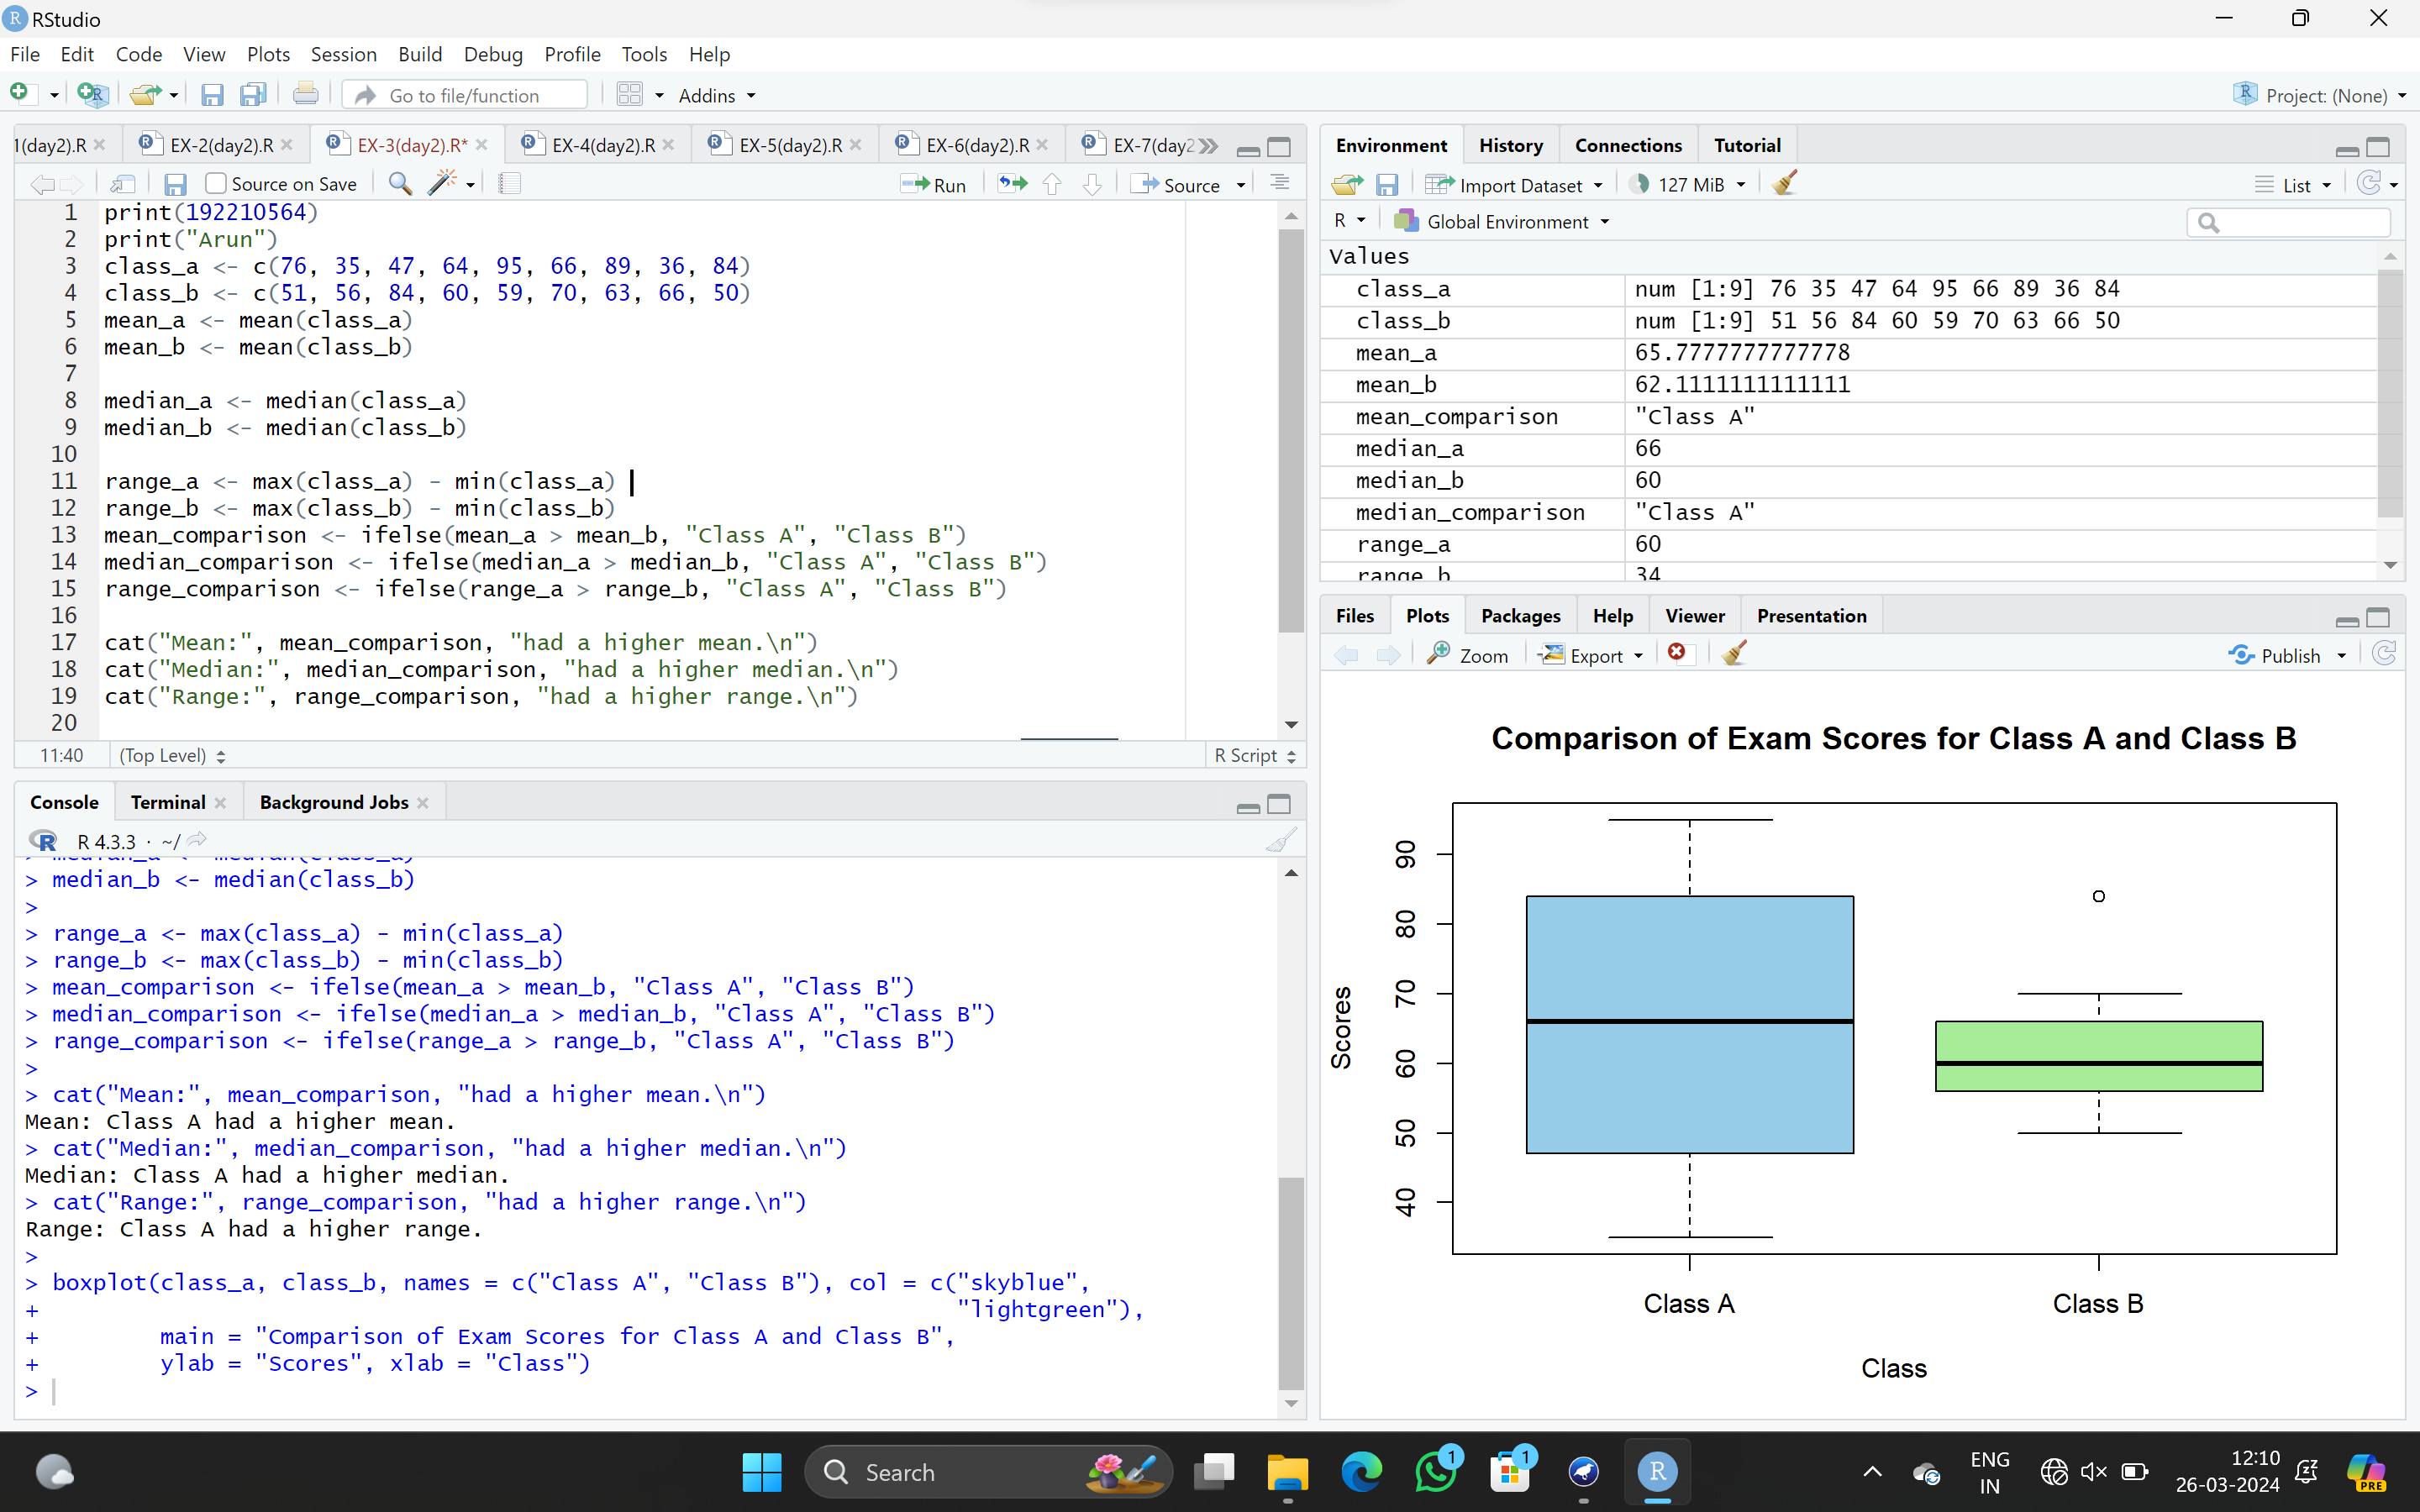 RStudio
File Edit Code View Plots Session Build Debug Profile Tools Help
Go to file/function Addins Project: (None)
1(day2).R EX-2(day2).R EX-3(day2).R* EX-4(day2).R EX-5(day2).R EX-6(day2).R EX-7(day2
Source on Save Run Source
1 print(192210564)
2 print("Arun")
3 class_a <- c(76, 35, 47, 64, 95, 66, 89, 36, 84)
4 class_b <- c(51, 56, 84, 60, 59, 70, 63, 66, 50)
5 mean_a <- mean(class_a)
6 mean_b <- mean(class_b)
7
8 median_a <- median(class_a)
9 median_b <- median(class_b)
10
11 range_a <- max(class_a) - min(class_a)
12 range_b <- max(class_b) - min(class_b)
13 mean_comparison <- ifelse(mean_a > mean_b, "Class A", "Class B")
14 median_comparison <- ifelse(median_a > median_b, "Class A", "Class B")
15 range_comparison <- ifelse(range_a > range_b, "Class A", "Class B")
16
17 cat("Mean:", mean_comparison, "had a higher mean.\n")
18 cat("Median:", median_comparison, "had a higher median.\n")
19 cat("Range:", range_comparison, "had a higher range.\n")
20
11:40 (Top Level) R Script
Console Terminal Background Jobs
R 4.3.3 · ~/
> median_a <- median(class_a)
> median_b <- median(class_b)
>
> range_a <- max(class_a) - min(class_a)
> range_b <- max(class_b) - min(class_b)
> mean_comparison <- ifelse(mean_a > mean_b, "Class A", "Class B")
> median_comparison <- ifelse(median_a > median_b, "Class A", "Class B")
> range_comparison <- ifelse(range_a > range_b, "Class A", "Class B")
>
> cat("Mean:", mean_comparison, "had a higher mean.\n")
Mean: Class A had a higher mean.
> cat("Median:", median_comparison, "had a higher median.\n")
Median: Class A had a higher median.
> cat("Range:", range_comparison, "had a higher range.\n")
Range: Class A had a higher range.
>
> boxplot(class_a, class_b, names = c("Class A", "Class B"), col = c("skyblue",
+ "lightgreen"),
+ main = "Comparison of Exam Scores for Class A and Class B",
+ ylab = "Scores", xlab = "Class")
>
Environment History Connections Tutorial
Import Dataset 127 MiB List
R Global Environment
Values
class_a num [1:9] 76 35 47 64 95 66 89 36 84
class_b num [1:9] 51 56 84 60 59 70 63 66 50
mean_a 65.7777777777778
mean_b 62.1111111111111
mean_comparison "Class A"
median_a 66
median_b 60
median_comparison "Class A"
range_a 60
range_b 34
Files Plots Packages Help Viewer Presentation
Zoom Export Publish
Comparison of Exam Scores for Class A and Class B
Scores
90
80
70
60
50
40
Class A Class B
Class
Search
1
1
R
ENG
IN
12:10
26-03-2024
PRE